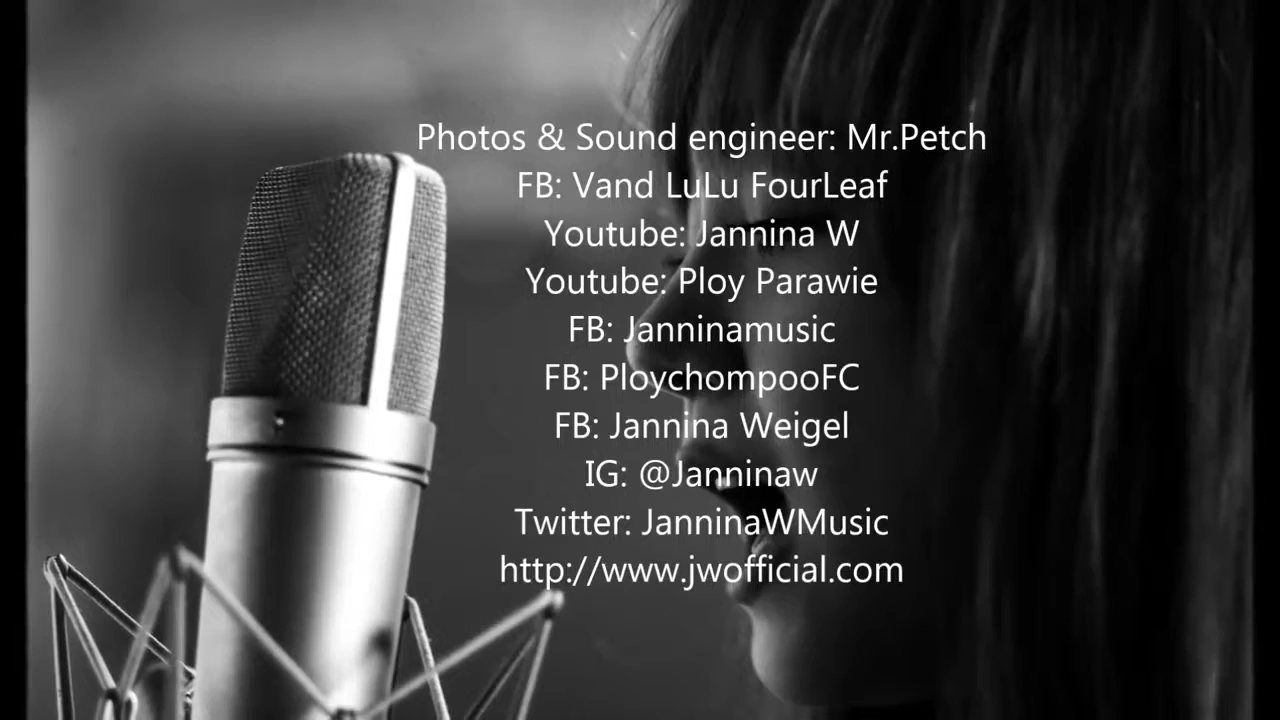 Photos & Sound engineer: Mr.Petch
FB: Vand LuLu FourLeaf
Youtube: Jannina W
Youtube: Ploy Parawie
FB: Janninamusic
FB: PloychompooFC
FB: Jannina Weigel
IG: @Janninaw
Twitter: JanninaWMusic
http://www.jwofficial.com